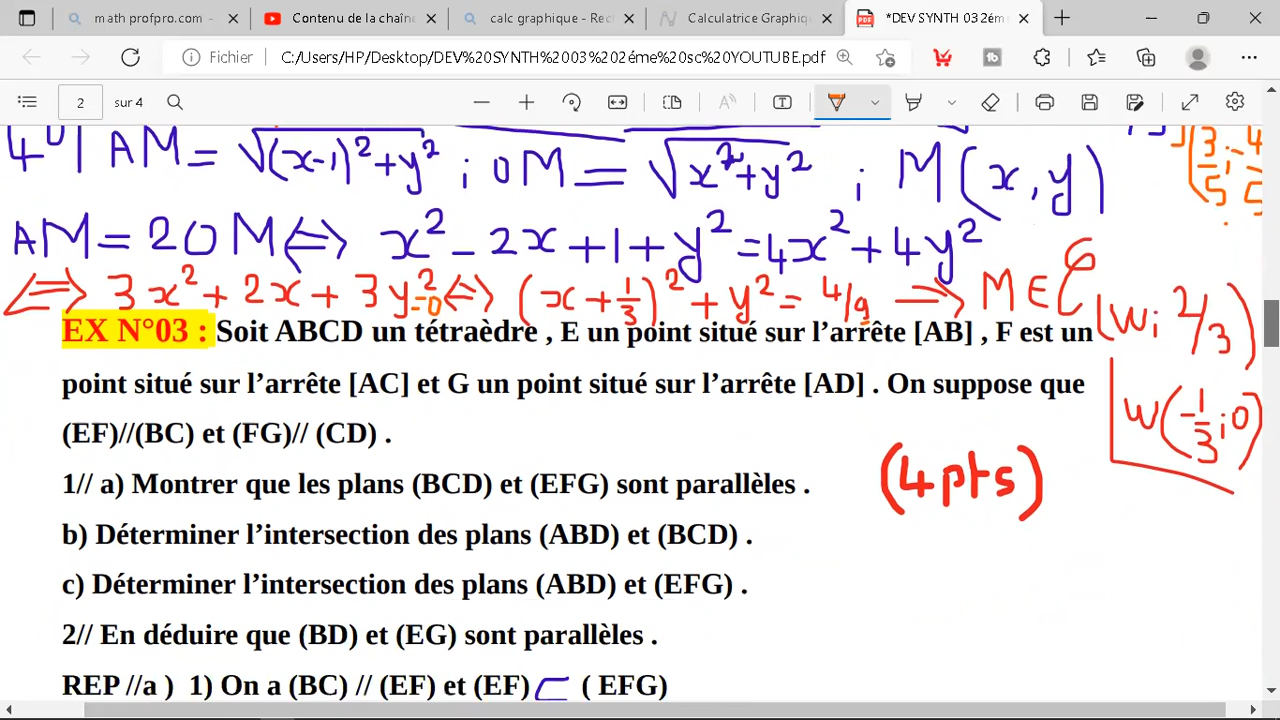 math profpro.com -
Contenu de la chaîne
calc graphique - Rec
Calculatrice Graphiqu
*DEV SYNTH 03 2ém
Fichier
C:/Users/HP/Desktop/DEV%20SYNTH%2003%202éme%20sc%20YOUTUBE.pdf
2 sur 4
4°) AM = √(x-1)²+y² ; OM = √x²+y² ; M(x,y)
AM = 2OM ⇔ x² - 2x + 1 + y² = 4x² + 4y²
⇔ 3x² + 2x + 3y² - 0 ⇔ (x + 1/3)² + y² = 4/9 ⇒ M ∈ C
(W; 2/3)
W(-1/3; 0)
EX N°03 : Soit ABCD un tétraèdre , E un point situé sur l'arrête [AB] , F est un
point situé sur l'arrête [AC] et G un point situé sur l'arrête [AD] . On suppose que
(EF)//(BC) et (FG)// (CD) .
(4pts)
1// a) Montrer que les plans (BCD) et (EFG) sont parallèles .
b) Déterminer l'intersection des plans (ABD) et (BCD) .
c) Déterminer l'intersection des plans (ABD) et (EFG) .
2// En déduire que (BD) et (EG) sont parallèles .
REP //a ) 1) On a (BC) // (EF) et (EF) ⊂ ( EFG)